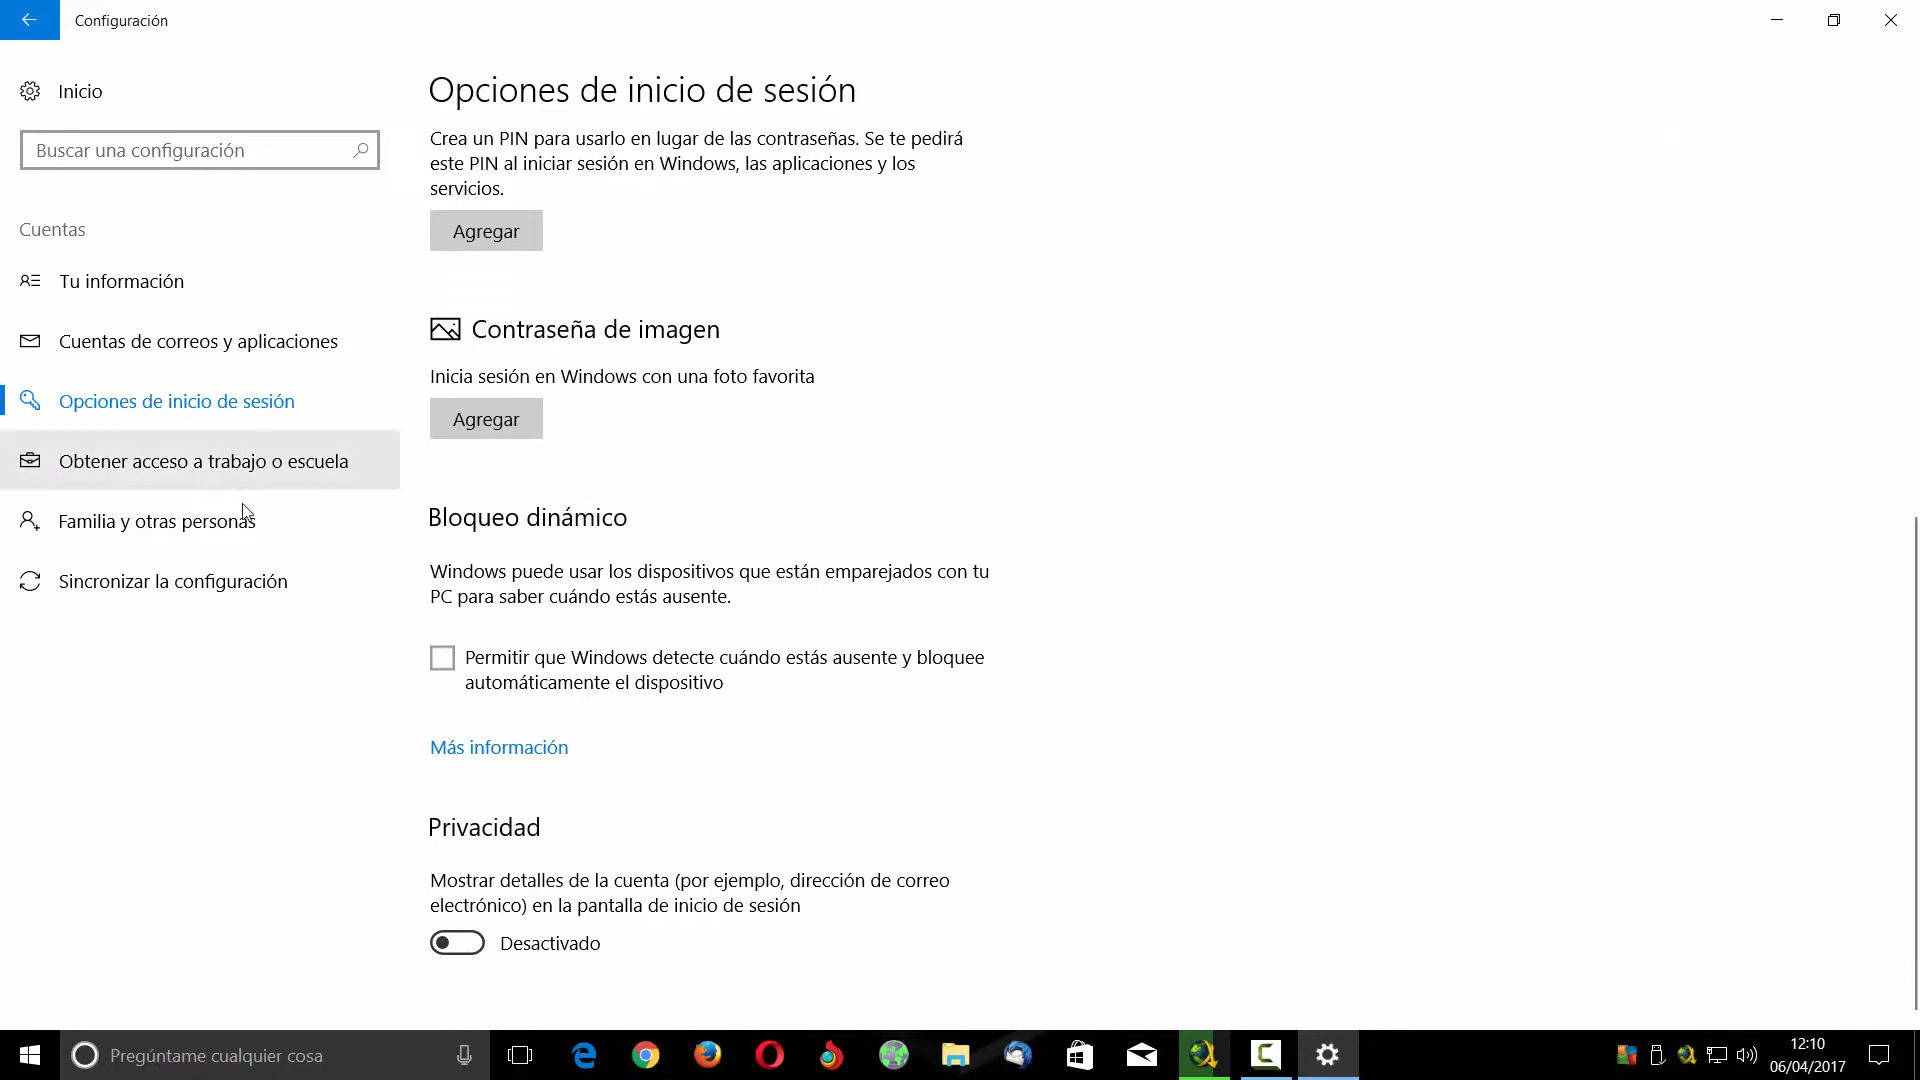 Configuración
Inicio
Buscar una configuración
Cuentas
Tu información
Cuentas de correos y aplicaciones
Opciones de inicio de sesión
Obtener acceso a trabajo o escuela
Familia y otras personas
Sincronizar la configuración
Opciones de inicio de sesión
Crea un PIN para usarlo en lugar de las contraseñas. Se te pedirá
este PIN al iniciar sesión en Windows, las aplicaciones y los
servicios.
Agregar
Contraseña de imagen
Inicia sesión en Windows con una foto favorita
Agregar
Bloqueo dinámico
Windows puede usar los dispositivos que están emparejados con tu
PC para saber cuándo estás ausente.
Permitir que Windows detecte cuándo estás ausente y bloquee
automáticamente el dispositivo
Más información
Privacidad
Mostrar detalles de la cuenta (por ejemplo, dirección de correo
electrónico) en la pantalla de inicio de sesión
Desactivado
Pregúntame cualquier cosa
12:10
06/04/2017